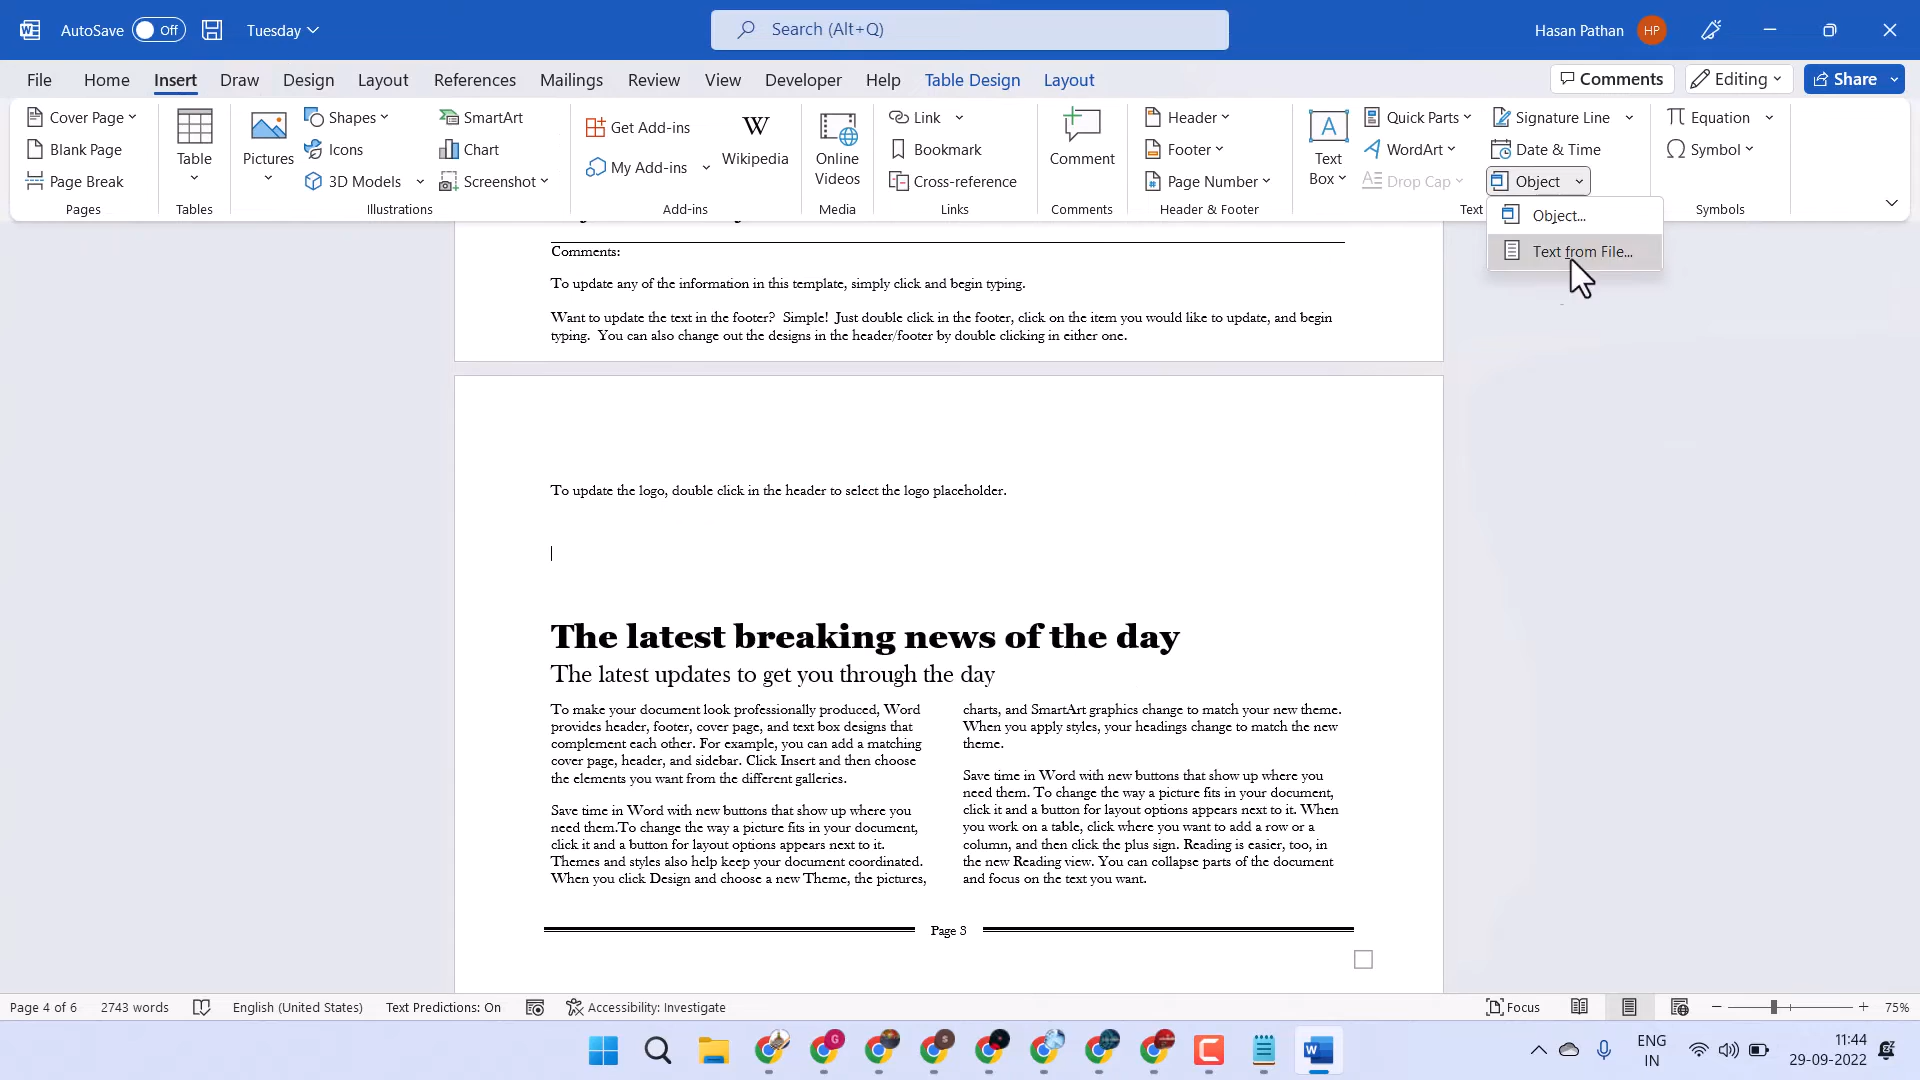 AutoSave Off Tuesday Search (Alt+Q) Hasan Pathan HP
File Home Insert Draw Design Layout References Mailings Review View Developer Help Table Design Layout Comments Editing Share
Cover Page
Blank Page
Page Break
Pages
Table
Tables
Pictures
Shapes
Icons
3D Models
SmartArt
Chart
Screenshot
Illustrations
Get Add-ins
My Add-ins
W
Wikipedia
Add-ins
Online
Videos
Media
Link
Bookmark
Cross-reference
Links
Comment
Comments
Header
Footer
Page Number
Header & Footer
A
Text
Box
Quick Parts
WordArt
Drop Cap
Signature Line
Date & Time
Object
Text
Equation
Symbol
Symbols
Object...
Text from File...
Comments:
To update any of the information in this template, simply click and begin typing.
Want to update the text in the footer? Simple! Just double click in the footer, click on the item you would like to update, and begin
typing. You can also change out the designs in the header/footer by double clicking in either one.
To update the logo, double click in the header to select the logo placeholder.
The latest breaking news of the day
The latest updates to get you through the day
To make your document look professionally produced, Word
provides header, footer, cover page, and text box designs that
complement each other. For example, you can add a matching
cover page, header, and sidebar. Click Insert and then choose
the elements you want from the different galleries.
Save time in Word with new buttons that show up where you
need them.To change the way a picture fits in your document,
click it and a button for layout options appears next to it.
Themes and styles also help keep your document coordinated.
When you click Design and choose a new Theme, the pictures,
charts, and SmartArt graphics change to match your new theme.
When you apply styles, your headings change to match the new
theme.
Save time in Word with new buttons that show up where you
need them. To change the way a picture fits in your document,
click it and a button for layout options appears next to it. When
you work on a table, click where you want to add a row or a
column, and then click the plus sign. Reading is easier, too, in
the new Reading view. You can collapse parts of the document
and focus on the text you want.
Page 3
Page 4 of 6 2743 words English (United States) Text Predictions: On Accessibility: Investigate Focus 75%
ENG
IN
11:44
29-09-2022